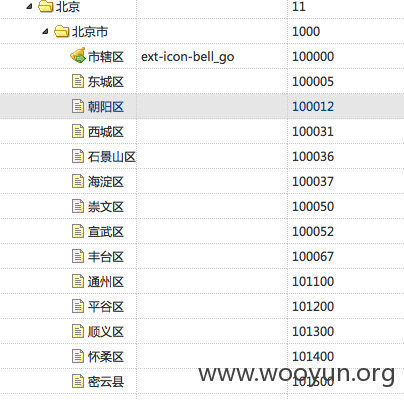 北京 11
北京市 1000
市辖区 ext-icon-bell_go 100000
东城区 100005
朝阳区 100012
西城区 100031
石景山区 100036
海淀区 100037
崇文区 100050
宣武区 100052
丰台区 100067
通州区 101100
平谷区 101200
顺义区 101300
怀柔区 101400
密云县 101500
www.wooyun.org